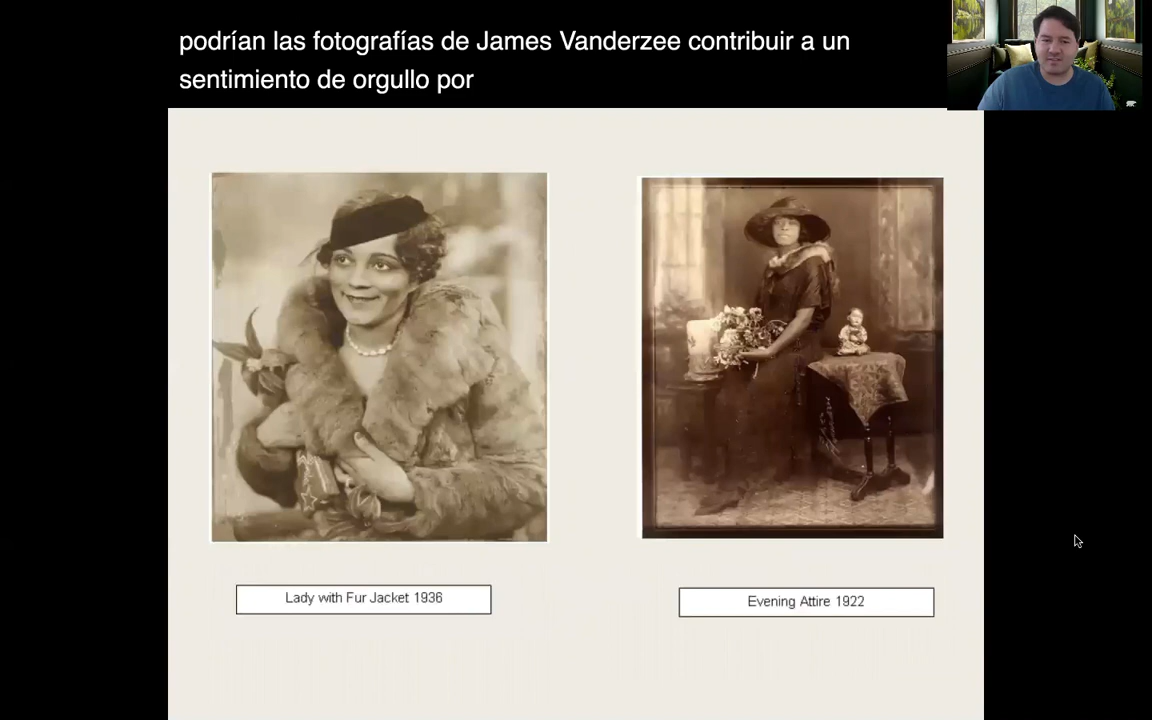 podrían las fotografías de James Vanderzee contribuir a un
sentimiento de orgullo por
Lady with Fur Jacket 1936
Evening Attire 1922